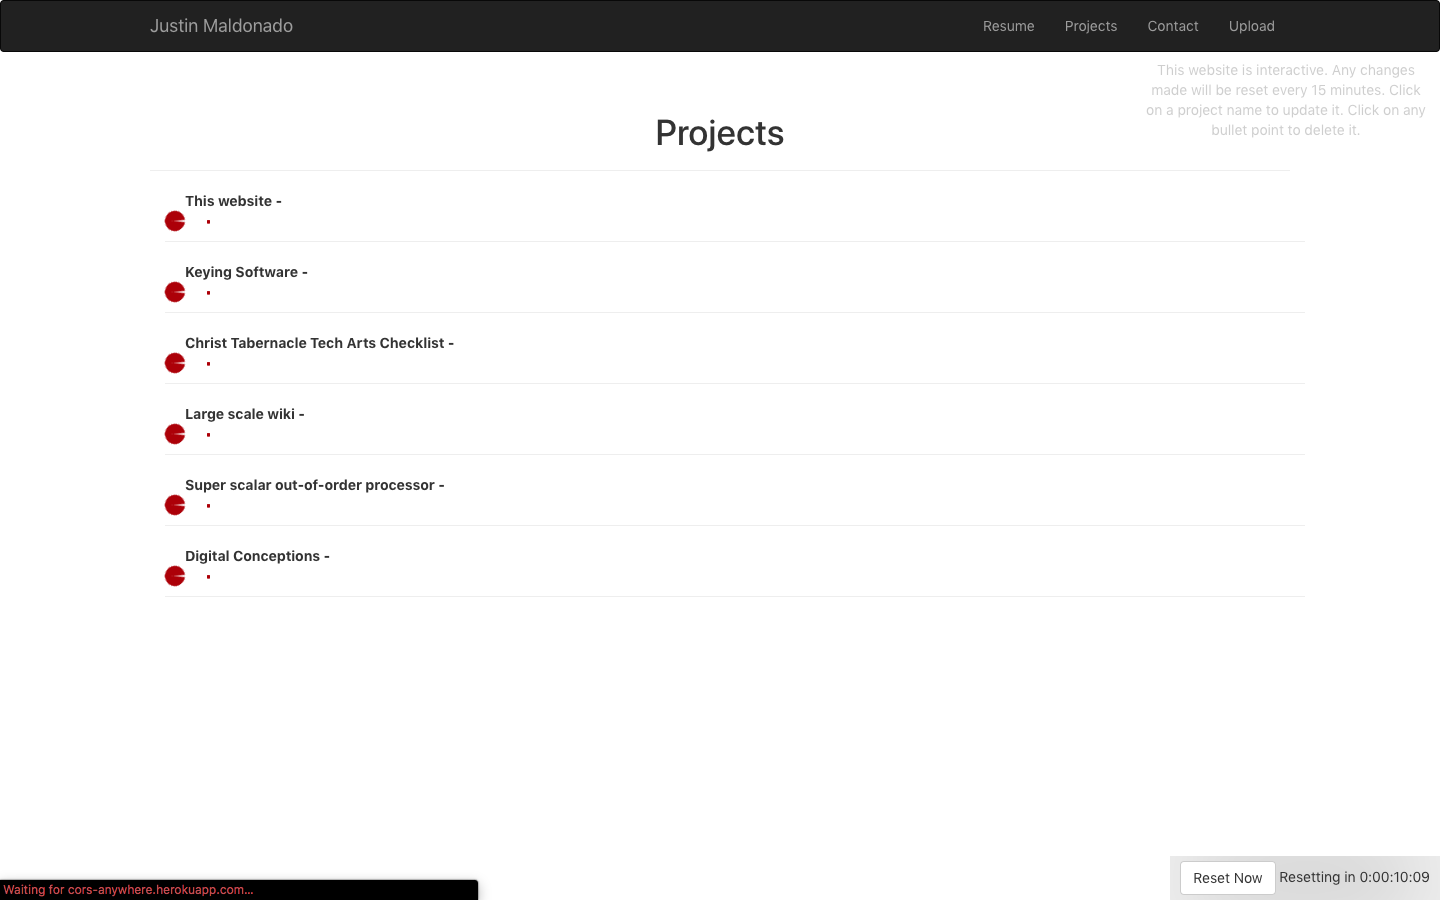 Justin Maldonado
Resume
Projects
Contact
Upload
This website is interactive. Any changes
made will be reset every 15 minutes. Click
on a project name to update it. Click on any
bullet point to delete it.
Projects
This website -
Keying Software -
Christ Tabernacle Tech Arts Checklist -
Large scale wiki -
Super scalar out-of-order processor -
Digital Conceptions -
Waiting for cors-anywhere.herokuapp.com...
Reset Now
Resetting in 0:00:10:09